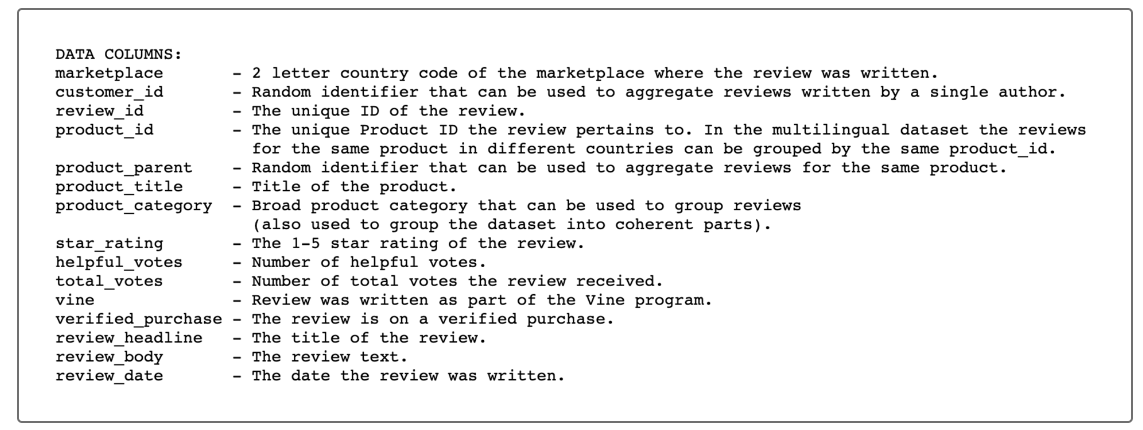 DATA COLUMNS:
marketplace - 2 letter country code of the marketplace where the review was written.
customer_id - Random identifier that can be used to aggregate reviews written by a single author.
review_id - The unique ID of the review.
product_id - The unique Product ID the review pertains to. In the multilingual dataset the reviews
for the same product in different countries can be grouped by the same product_id.
product_parent - Random identifier that can be used to aggregate reviews for the same product.
product_title - Title of the product.
product_category - Broad product category that can be used to group reviews
(also used to group the dataset into coherent parts).
star_rating - The 1-5 star rating of the review.
helpful_votes - Number of helpful votes.
total_votes - Number of total votes the review received.
vine - Review was written as part of the Vine program.
verified_purchase - The review is on a verified purchase.
review_headline - The title of the review.
review_body - The review text.
review_date - The date the review was written.